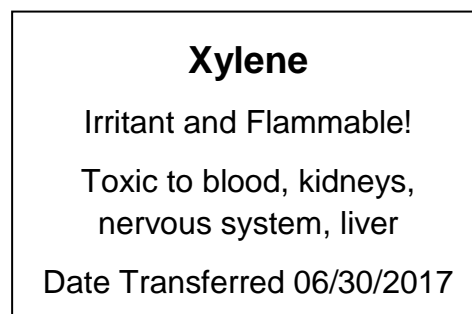 Xylene
Irritant and Flammable!
Toxic to blood, kidneys,
nervous system, liver
Date Transferred 06/30/2017